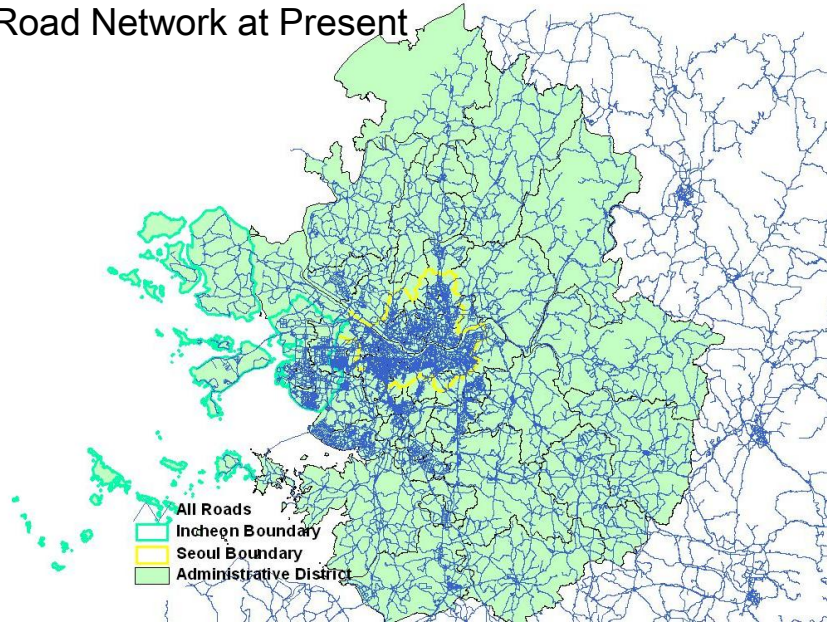 Road Network at Present
All Roads
Incheon Boundary
Seoul Boundary
Administrative District